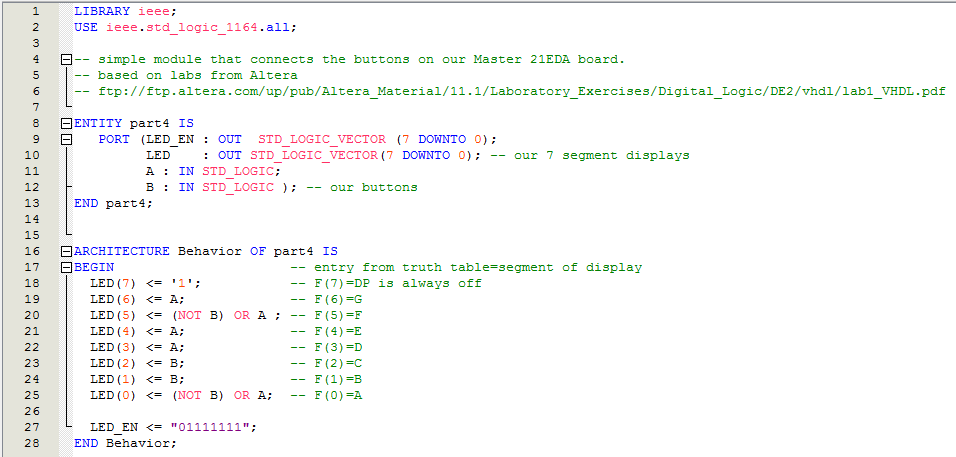 1 LIBRARY ieee;
2 USE ieee.std_logic_1164.all;
3
4 -- simple module that connects the buttons on our Master 21EDA board.
5 -- based on labs from Altera
6 -- ftp://ftp.altera.com/up/pub/Altera_Material/11.1/Laboratory_Exercises/Digital_Logic/DE2/vhdl/lab1_VHDL.pdf
7
8 ENTITY part4 IS
9 PORT (LED_EN : OUT STD_LOGIC_VECTOR (7 DOWNTO 0);
10 LED : OUT STD_LOGIC_VECTOR(7 DOWNTO 0); -- our 7 segment displays
11 A : IN STD_LOGIC;
12 B : IN STD_LOGIC ); -- our buttons
13 END part4;
14
15
16 ARCHITECTURE Behavior OF part4 IS
17 BEGIN -- entry from truth table=segment of display
18 LED(7) <= '1'; -- F(7)=DP is always off
19 LED(6) <= A; -- F(6)=G
20 LED(5) <= (NOT B) OR A ; -- F(5)=F
21 LED(4) <= A; -- F(4)=E
22 LED(3) <= A; -- F(3)=D
23 LED(2) <= B; -- F(2)=C
24 LED(1) <= B; -- F(1)=B
25 LED(0) <= (NOT B) OR A; -- F(0)=A
26
27 LED_EN <= "01111111";
28 END Behavior;